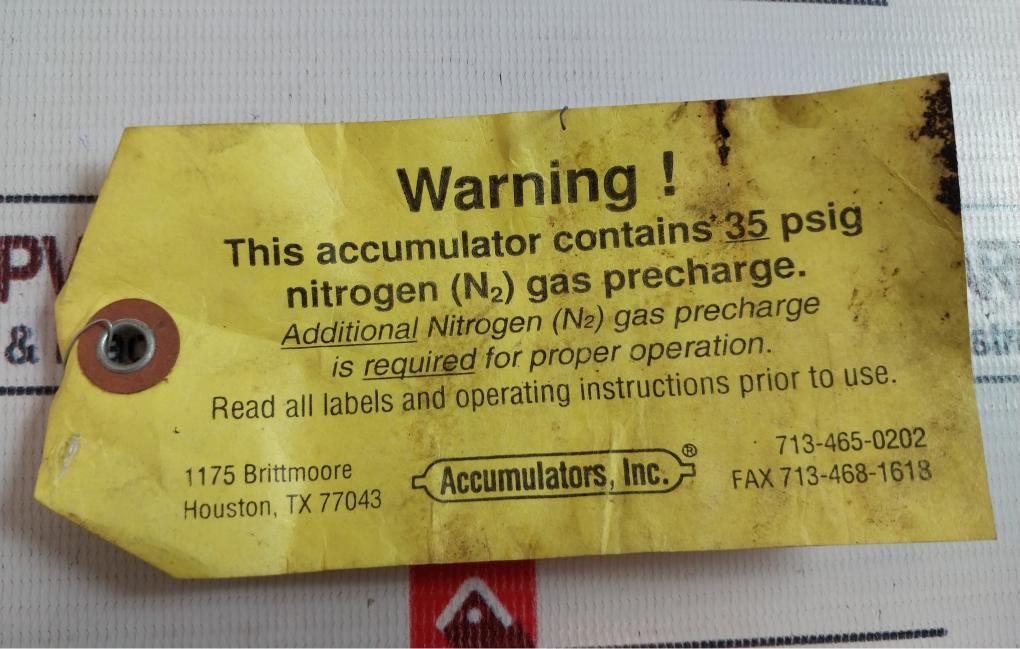 Warning !
This accumulator contains 35 psig
nitrogen (N₂) gas precharge.
Additional Nitrogen (N₂) gas precharge
is required for proper operation.
Read all labels and operating instructions prior to use.
1175 Brittmoore
Houston, TX 77043
Accumulators, Inc.®
713-465-0202
FAX 713-468-1618